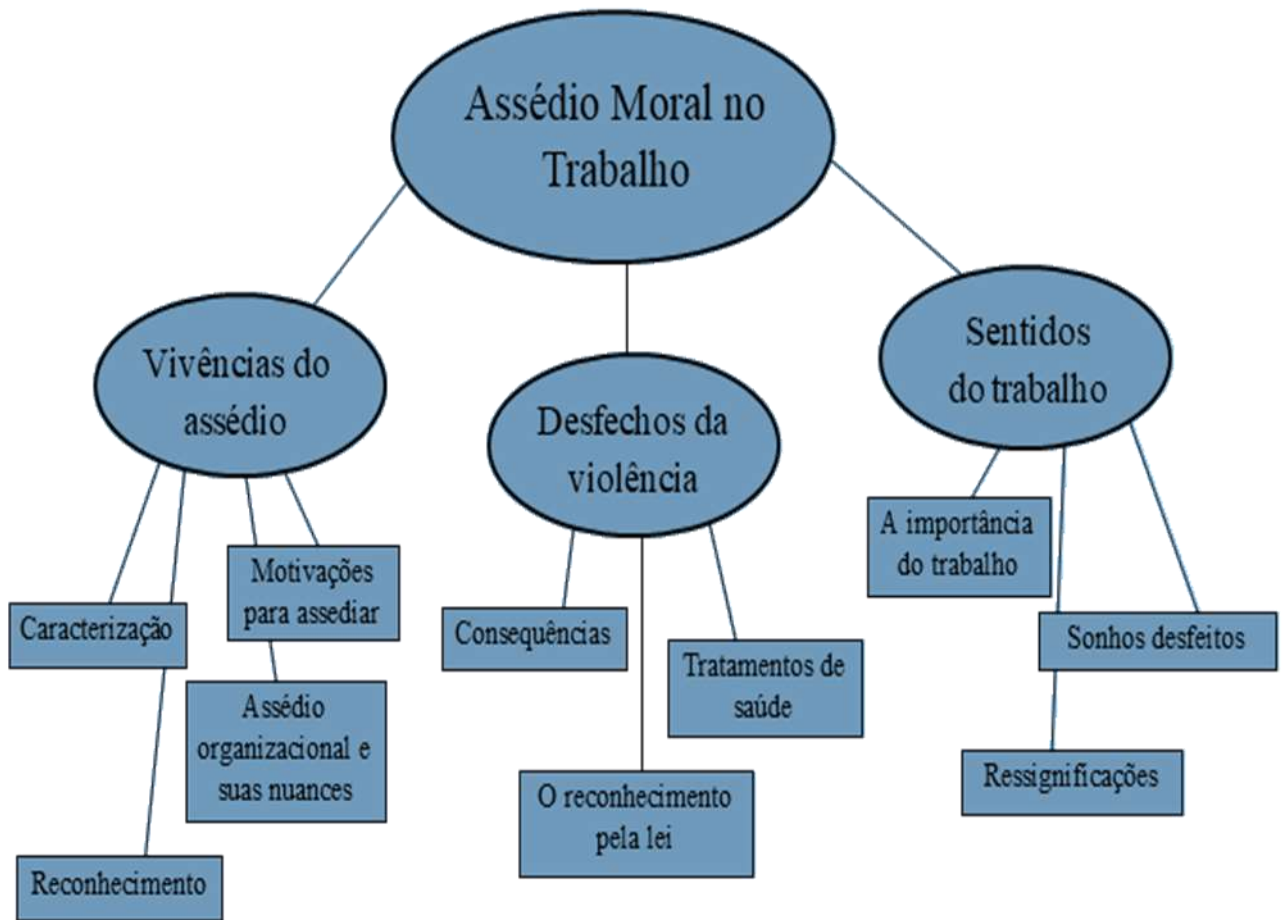 Assédio Moral no
Trabalho
Vivências do
assédio
Desfechos da
violência
Sentidos
do trabalho
Caracterização
Motivações
para assediar
Assédio
organizacional e
suas nuances
Reconhecimento
Consequências
Tratamentos de
saúde
O reconhecimento
pela lei
A importância
do trabalho
Sonhos desfeitos
Ressignificações